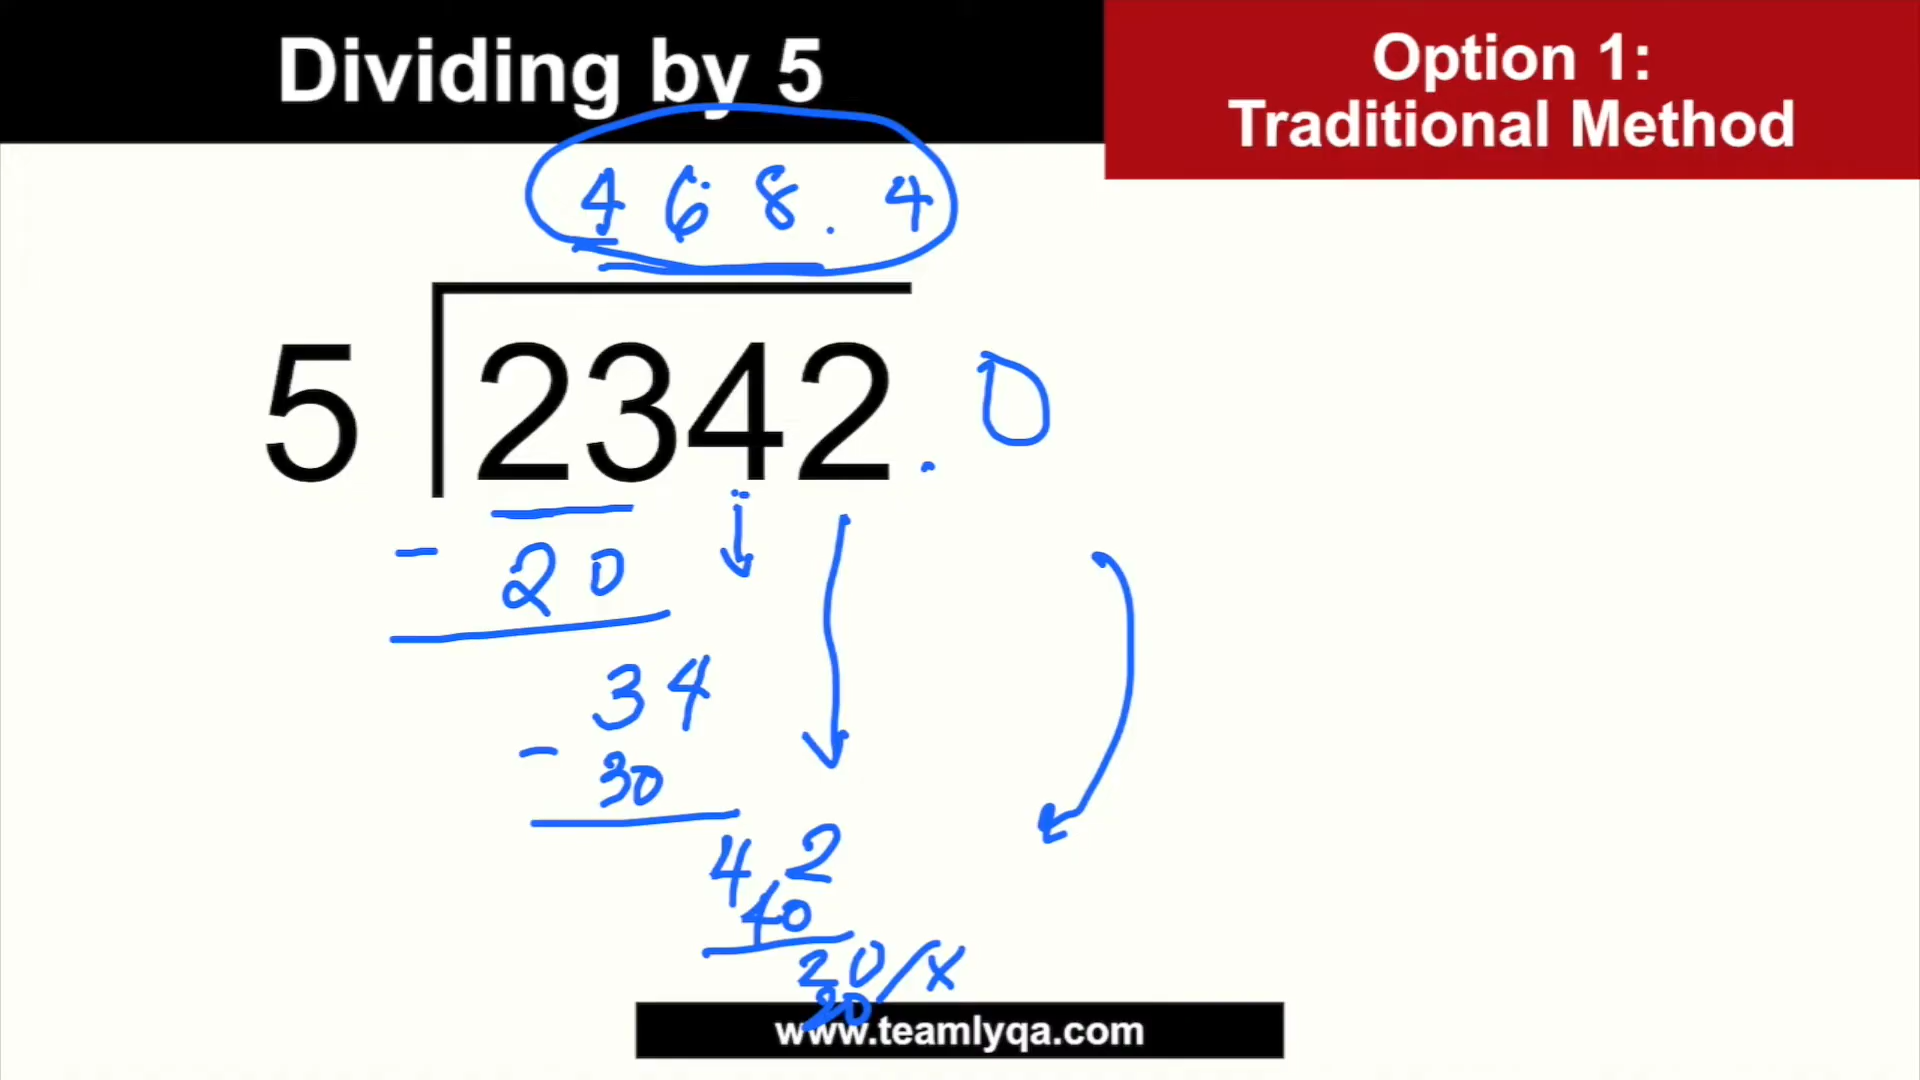 Dividing by 5
Option 1:
Traditional Method
468.4
5 2342.0
- 20
34
- 30
42
40
20/x
20
www.teamlyqa.com